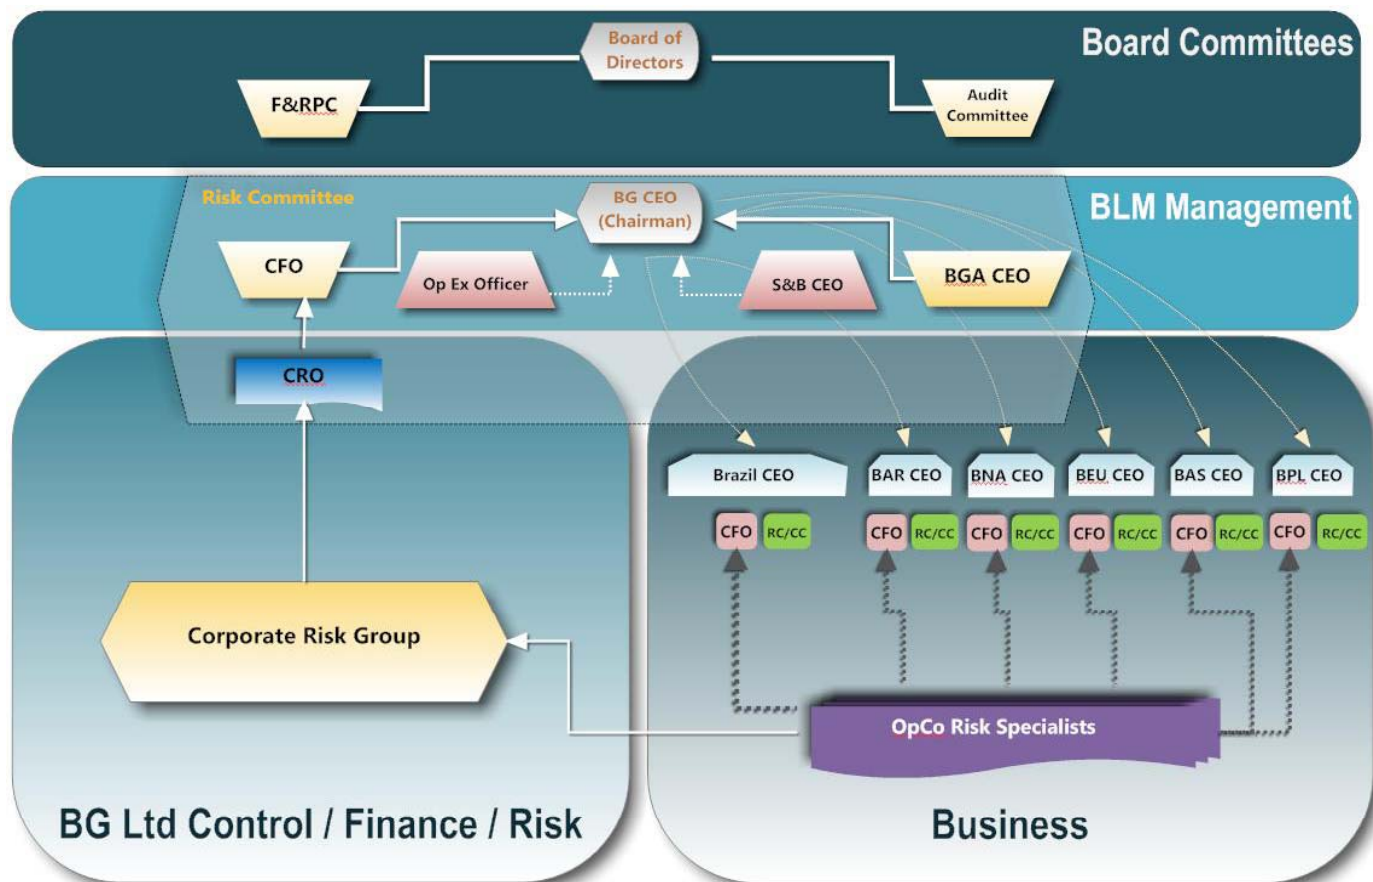 Board Committees
Board of
Directors
F&RPC
Audit
Committee
Risk Committee
BG CEO
(Chairman)
BLM Management
CFO
Op Ex Officer
S&B CEO
BGA CEO
CRO
Brazil CEO
BAR CEO
BNA CEO
BEU CEO
BAS CEO
BPL CEO
CFO
RC/CC
CFO
RC/CC
CFO
RC/CC
CFO
RC/CC
CFO
RC/CC
CFO
RC/CC
Corporate Risk Group
OpCo Risk Specialists
BG Ltd Control / Finance / Risk
Business